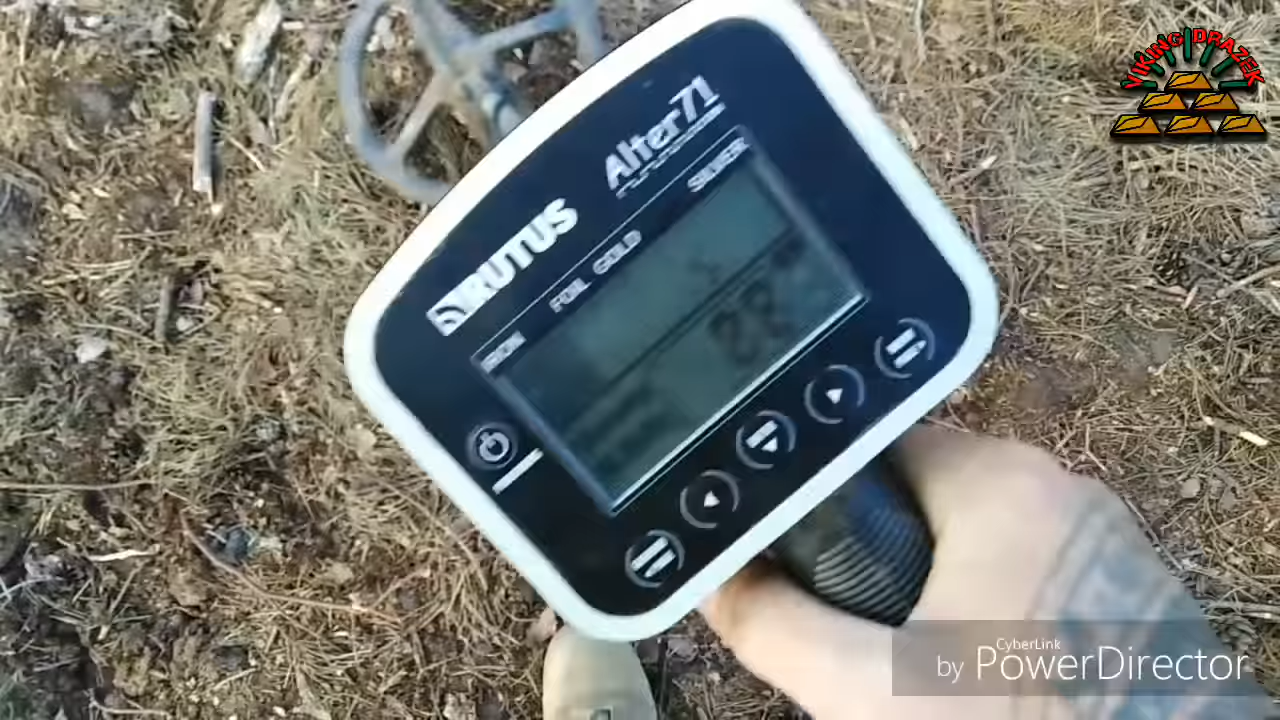 VIKING DRAZEK
Alter71
RUTUS
IRON FOIL GOLD SILVER
CyberLink
by PowerDirector